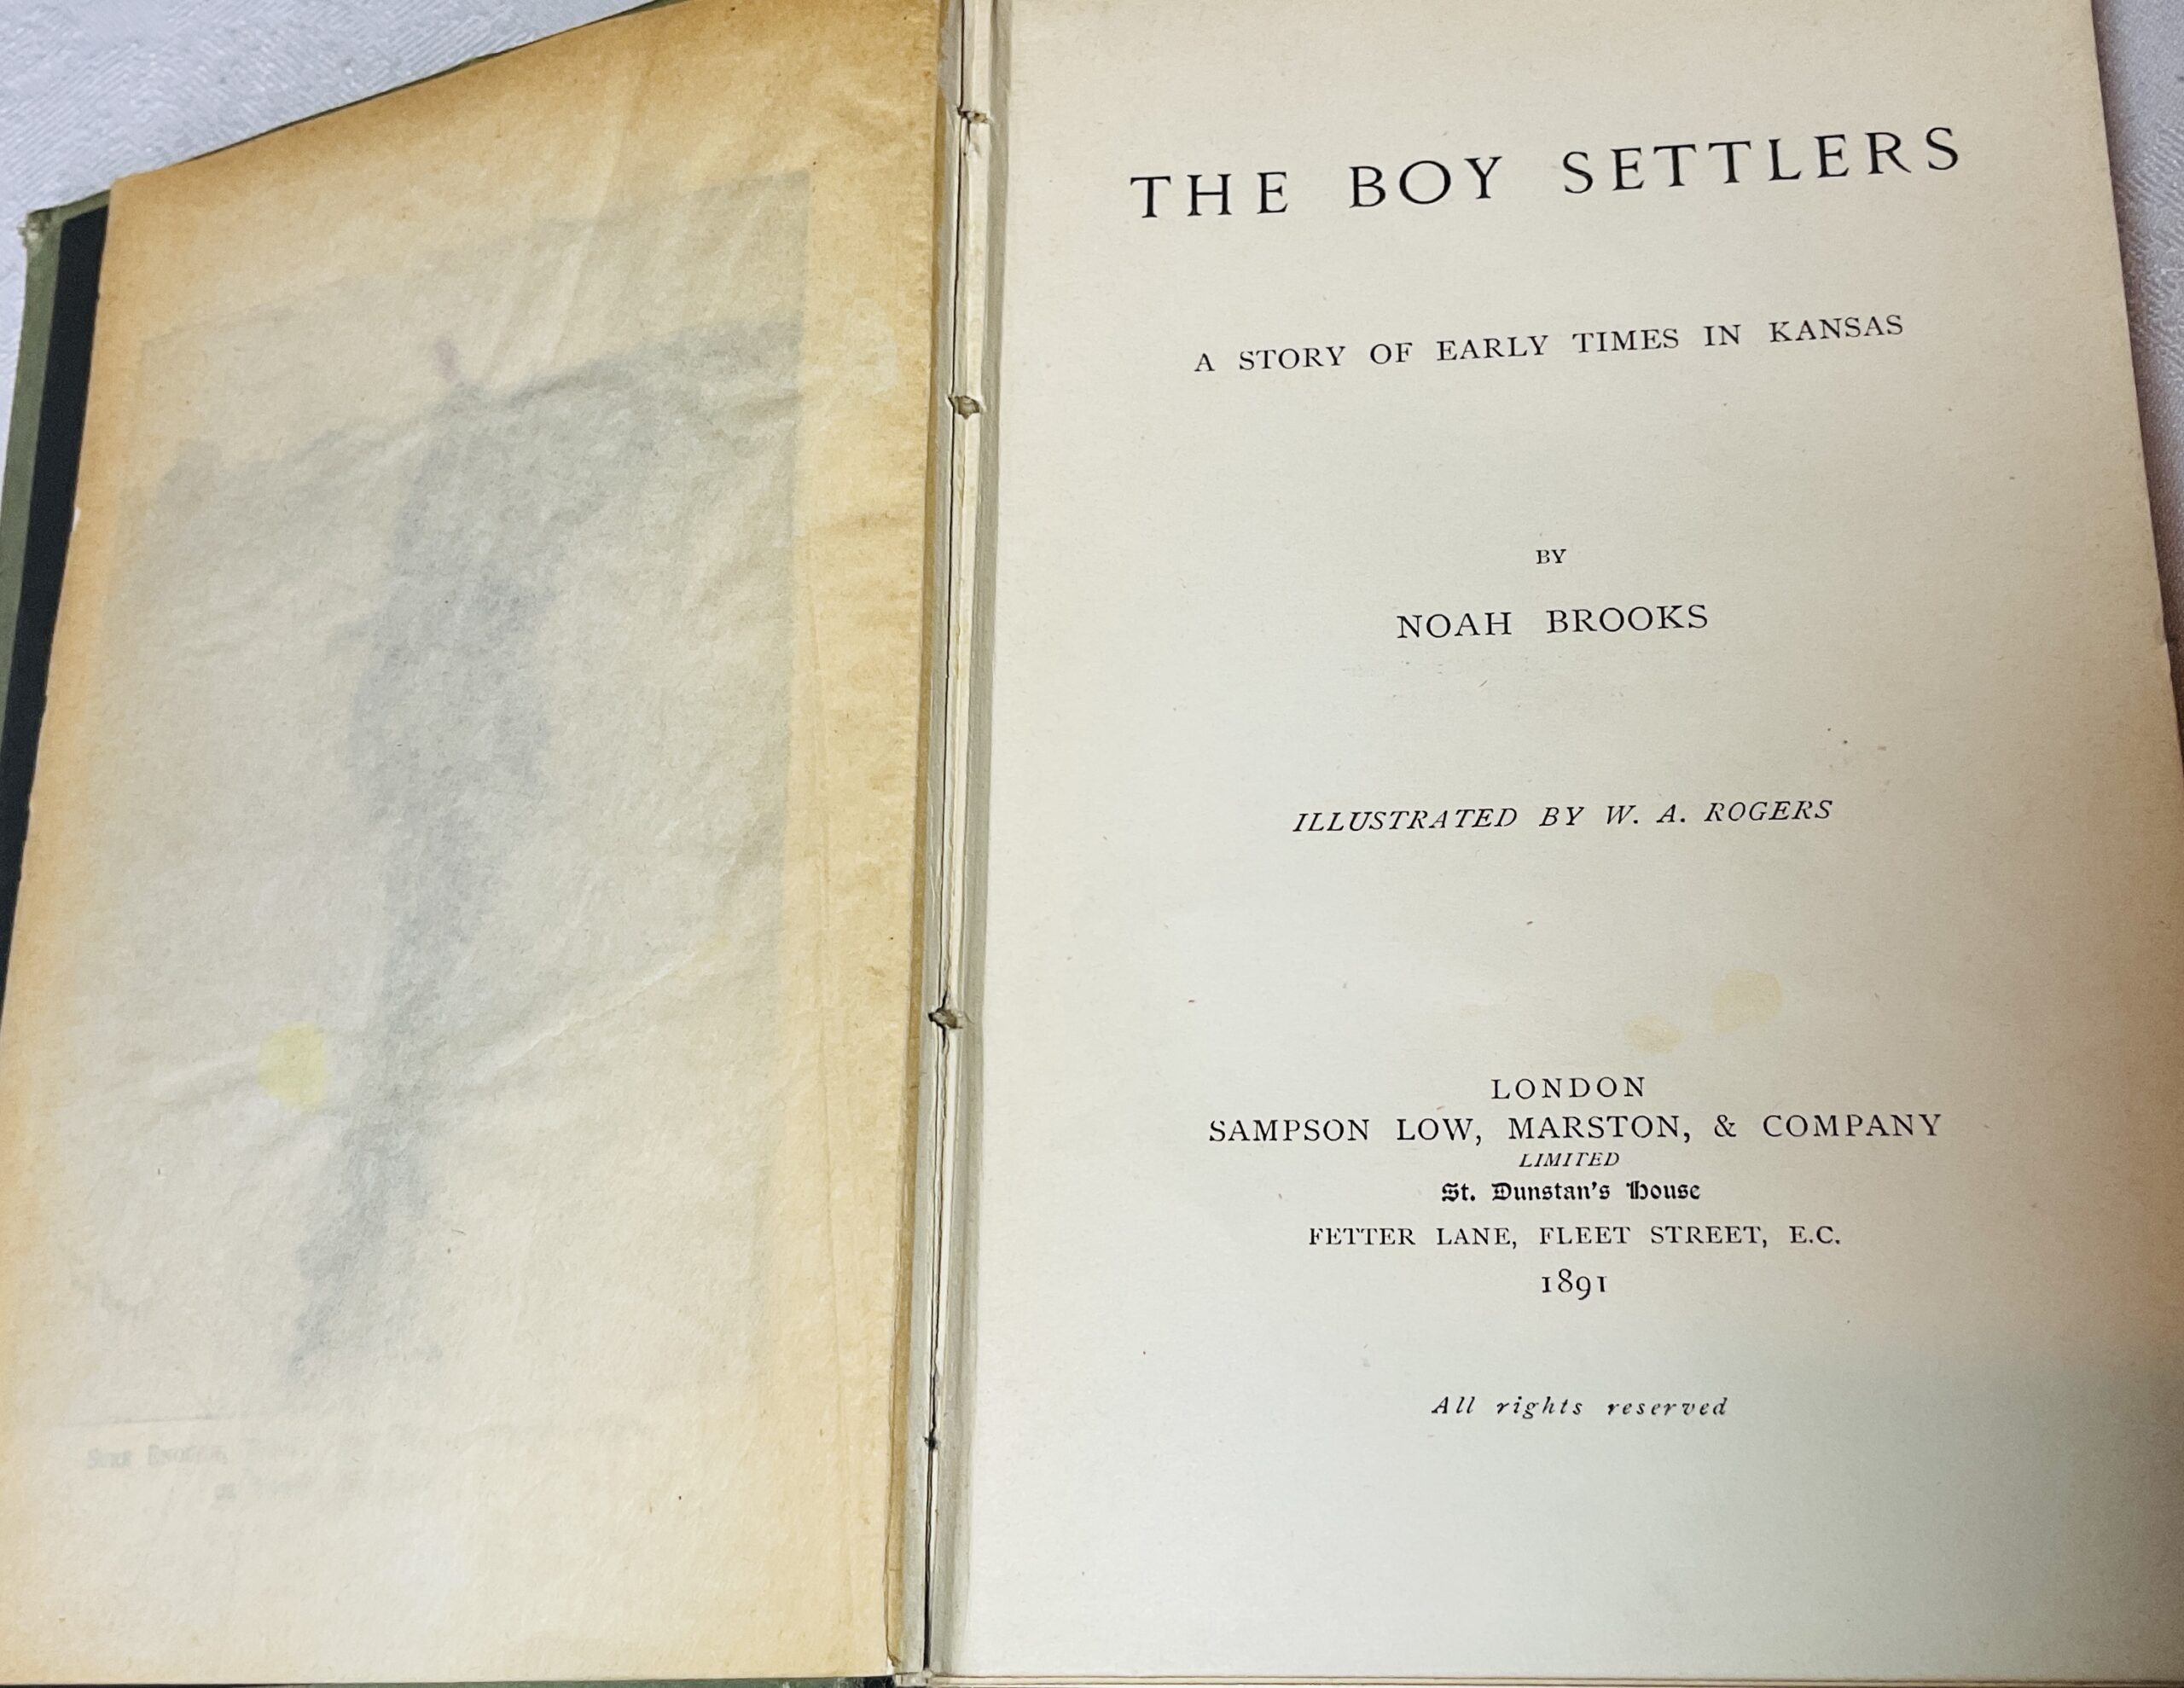 THE BOY SETTLERS
A STORY OF EARLY TIMES IN KANSAS
BY
NOAH BROOKS
ILLUSTRATED BY W. A. ROGERS
LONDON
SAMPSON LOW, MARSTON, & COMPANY
LIMITED
St. Dunstan's House
FETTER LANE, FLEET STREET, E.C.
1891
All rights reserved